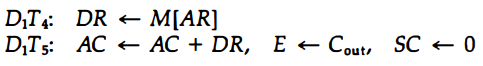 D₁T₄: DR ← M[AR]
D₁T₅: AC ← AC + DR, E ← Cₒᵤₜ, SC ← 0